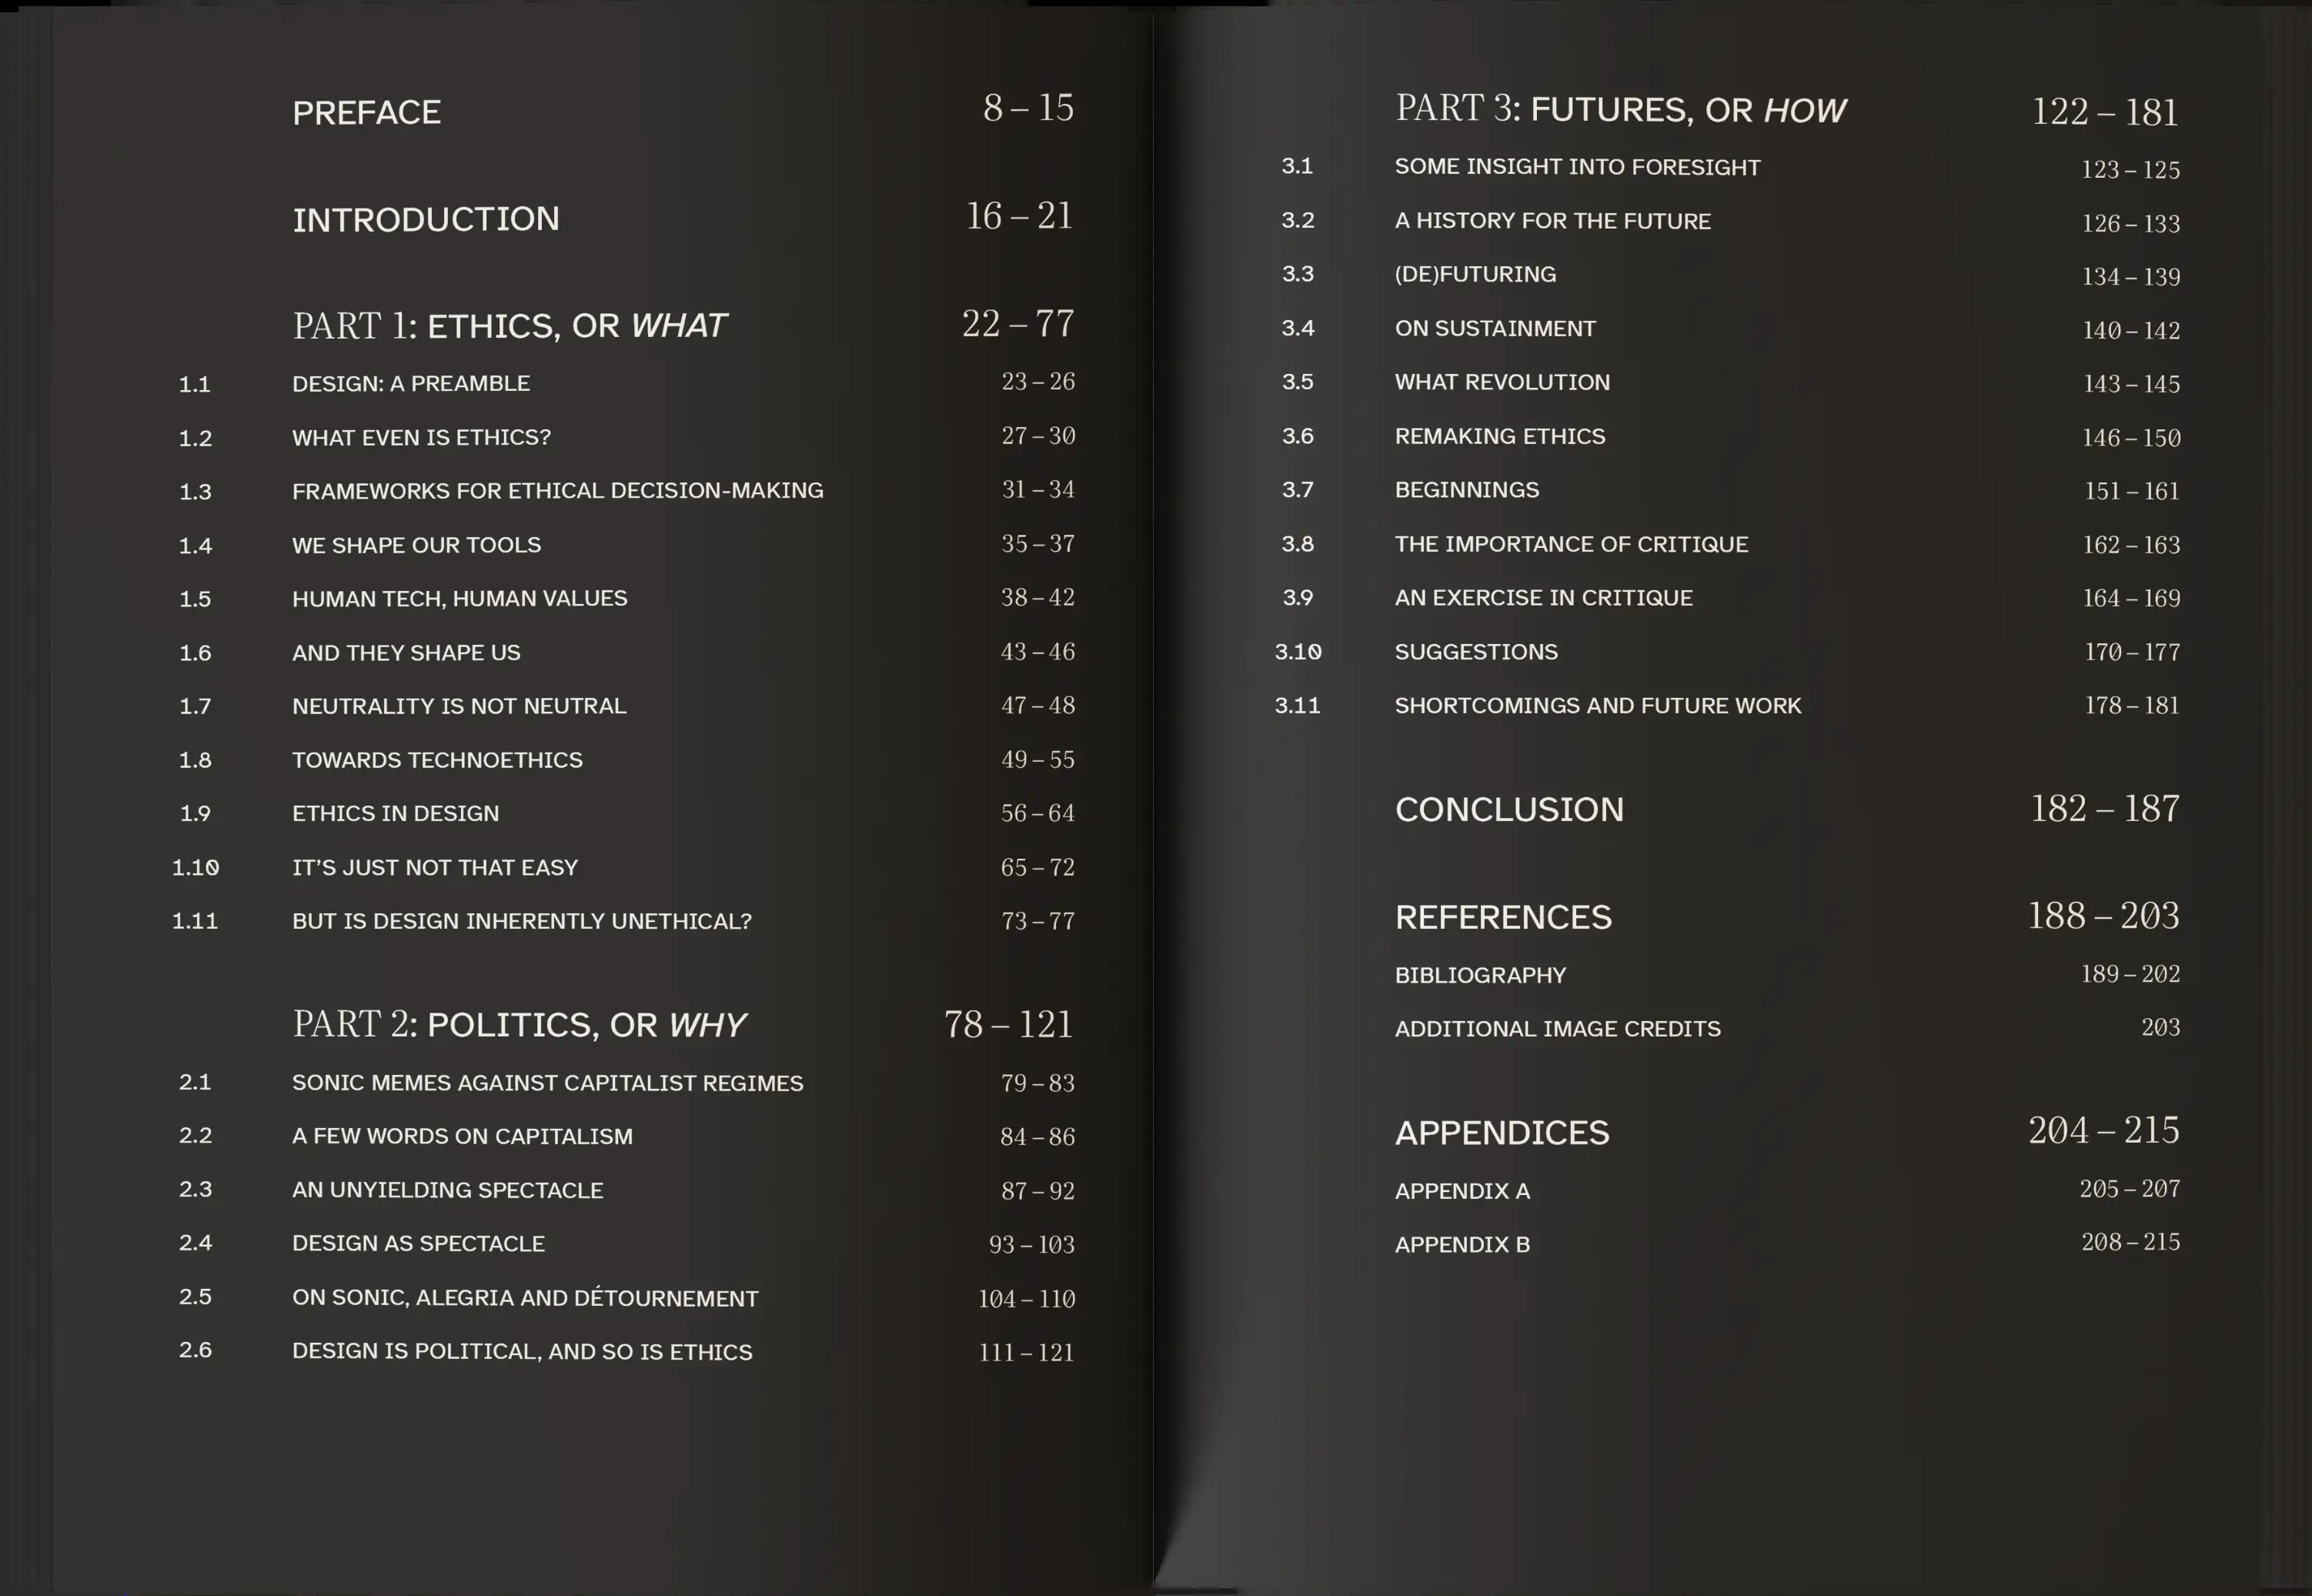 PREFACE 8 – 15
INTRODUCTION 16 – 21
PART 1: ETHICS, OR WHAT 22 – 77
1.1 DESIGN: A PREAMBLE 23 – 26
1.2 WHAT EVEN IS ETHICS? 27 – 30
1.3 FRAMEWORKS FOR ETHICAL DECISION-MAKING 31 – 34
1.4 WE SHAPE OUR TOOLS 35 – 37
1.5 HUMAN TECH, HUMAN VALUES 38 – 42
1.6 AND THEY SHAPE US 43 – 46
1.7 NEUTRALITY IS NOT NEUTRAL 47 – 48
1.8 TOWARDS TECHNOETHICS 49 – 55
1.9 ETHICS IN DESIGN 56 – 64
1.10 IT’S JUST NOT THAT EASY 65 – 72
1.11 BUT IS DESIGN INHERENTLY UNETHICAL? 73 – 77
PART 2: POLITICS, OR WHY 78 – 121
2.1 SONIC MEMES AGAINST CAPITALIST REGIMES 79 – 83
2.2 A FEW WORDS ON CAPITALISM 84 – 86
2.3 AN UNYIELDING SPECTACLE 87 – 92
2.4 DESIGN AS SPECTACLE 93 – 103
2.5 ON SONIC, ALEGRIA AND DÉTOURNEMENT 104 – 110
2.6 DESIGN IS POLITICAL, AND SO IS ETHICS 111 – 121
PART 3: FUTURES, OR HOW 122 – 181
3.1 SOME INSIGHT INTO FORESIGHT 123 – 125
3.2 A HISTORY FOR THE FUTURE 126 – 133
3.3 (DE)FUTURING 134 – 139
3.4 ON SUSTAINMENT 140 – 142
3.5 WHAT REVOLUTION 143 – 145
3.6 REMAKING ETHICS 146 – 150
3.7 BEGINNINGS 151 – 161
3.8 THE IMPORTANCE OF CRITIQUE 162 – 163
3.9 AN EXERCISE IN CRITIQUE 164 – 169
3.10 SUGGESTIONS 170 – 177
3.11 SHORTCOMINGS AND FUTURE WORK 178 – 181
CONCLUSION 182 – 187
REFERENCES 188 – 203
BIBLIOGRAPHY 189 – 202
ADDITIONAL IMAGE CREDITS 203
APPENDICES 204 – 215
APPENDIX A 205 – 207
APPENDIX B 208 – 215